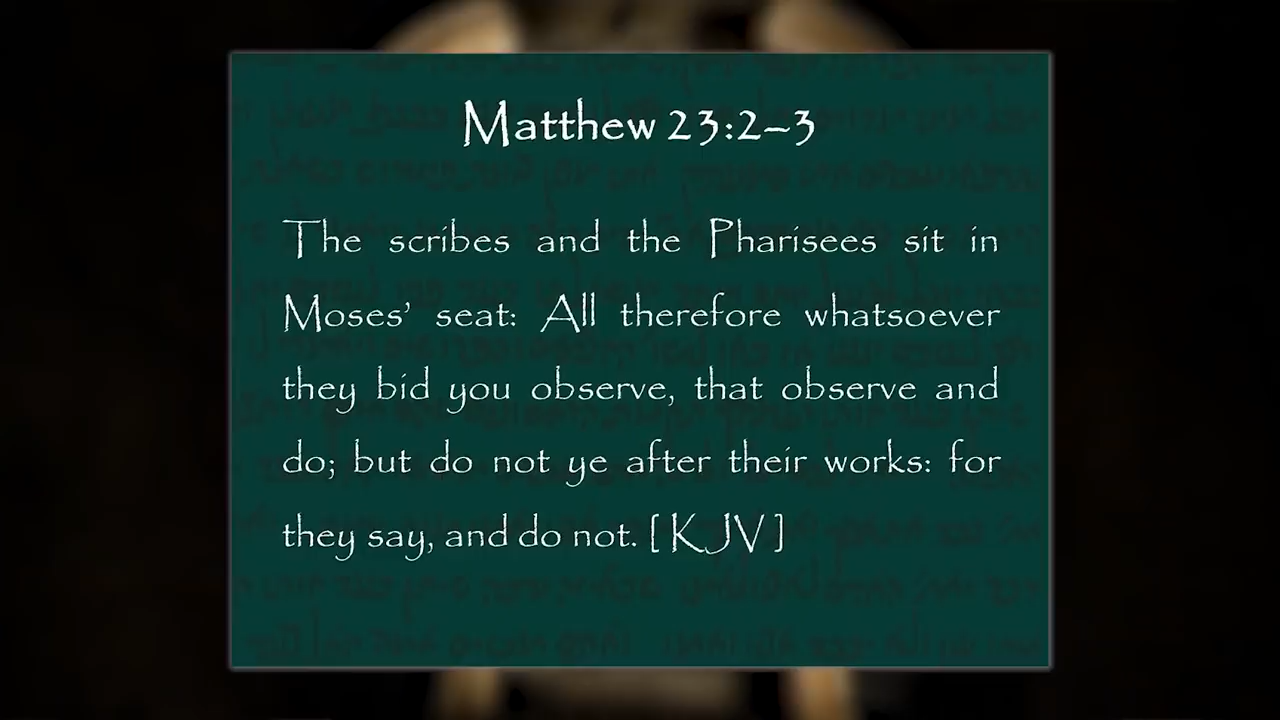 Matthew 23:2–3
The scribes and the Pharisees sit in
Moses’ seat: All therefore whatsoever
they bid you observe, that observe and
do; but do not ye after their works: for
they say, and do not. [KJV]